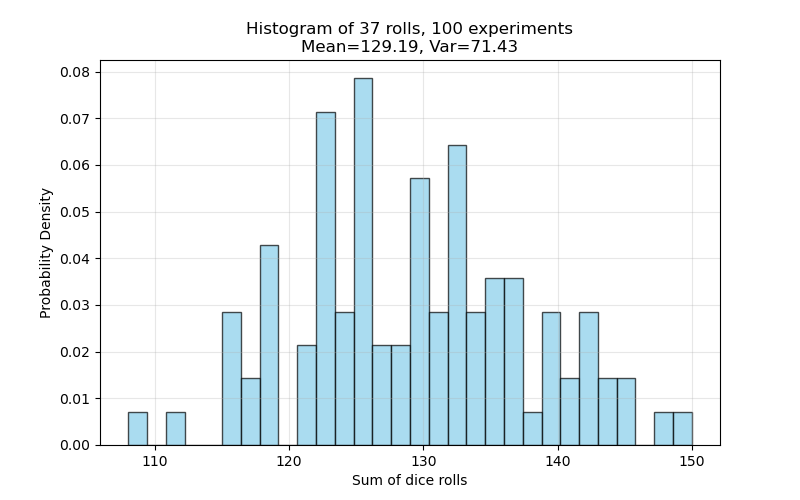 Histogram of 37 rolls, 100 experiments
Mean=129.19, Var=71.43
0.08
0.07
0.06
0.05
0.04
0.03
0.02
0.01
0.00
Probability Density
110 120 130 140 150
Sum of dice rolls